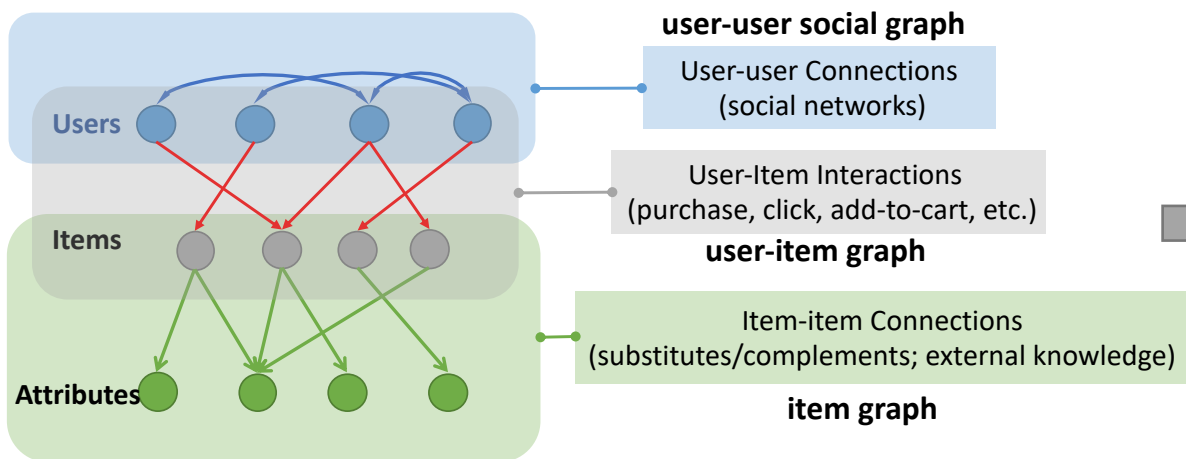 user-user social graph
User-user Connections
(social networks)
Users
User-Item Interactions
(purchase, click, add-to-cart, etc.)
Items
user-item graph
Item-item Connections
(substitutes/complements; external knowledge)
Attributes
item graph